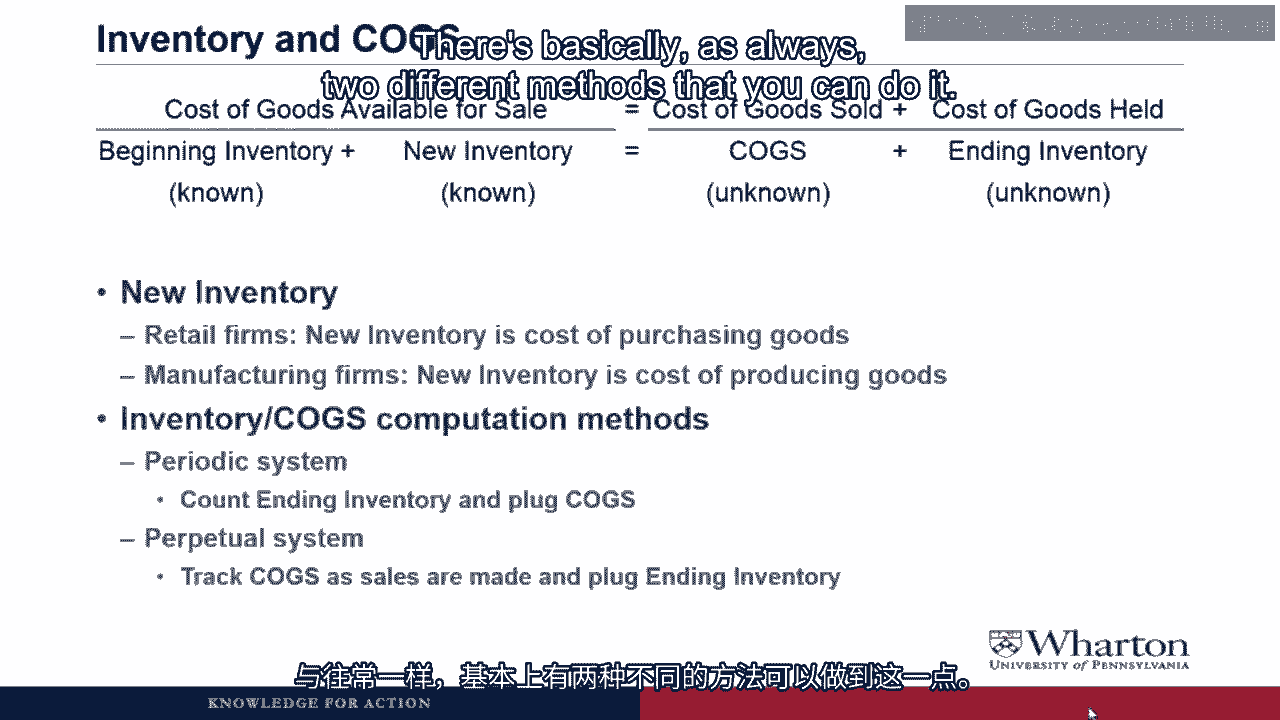 Inventory and COGS
There's basically, as always,
two different methods that you can do it.
Cost of Goods Available for Sale = Cost of Goods Sold + Cost of Goods Held
Beginning Inventory + New Inventory = COGS + Ending Inventory
(known) (known) (unknown) (unknown)
• New Inventory
– Retail firms: New Inventory is cost of purchasing goods
– Manufacturing firms: New Inventory is cost of producing goods
• Inventory/COGS computation methods
– Periodic system
• Count Ending Inventory and plug COGS
– Perpetual system
• Track COGS as sales are made and plug Ending Inventory
Wharton
UNIVERSITY of PENNSYLVANIA
与往常一样，基本上有两种不同的方法可以做到这一点。
KNOWLEDGE FOR ACTION